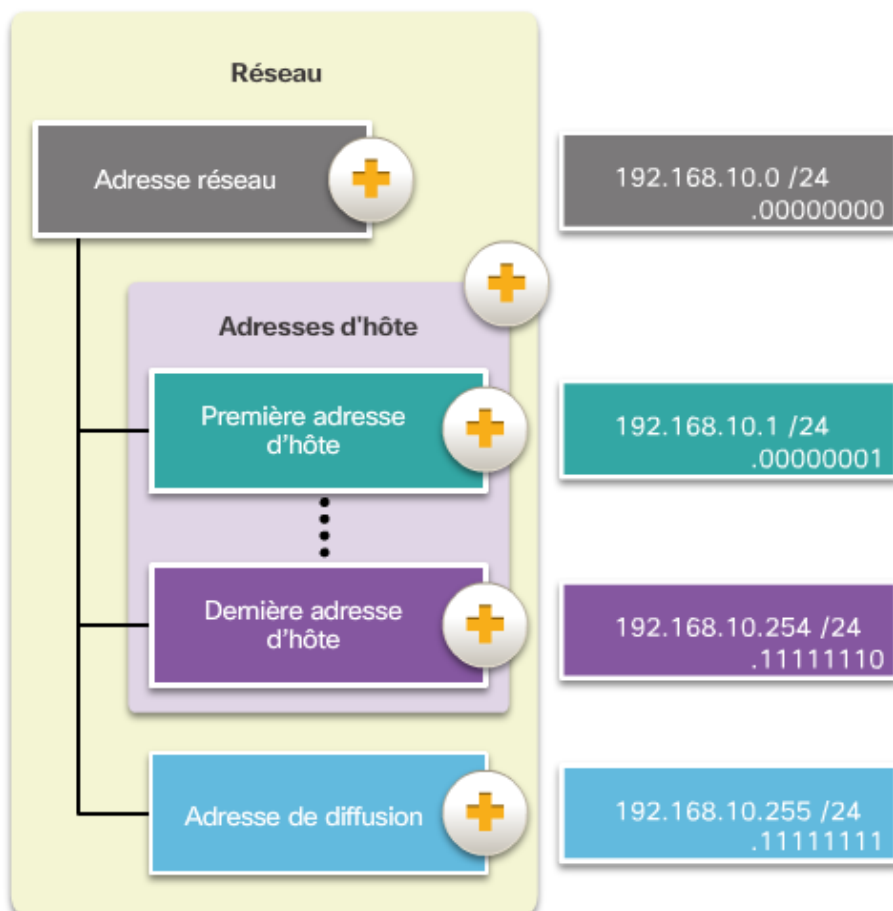 Réseau
Adresse réseau
192.168.10.0 /24
.00000000
Adresses d'hôte
Première adresse
d'hôte
192.168.10.1 /24
.00000001
Dernière adresse
d'hôte
192.168.10.254 /24
.11111110
Adresse de diffusion
192.168.10.255 /24
.11111111